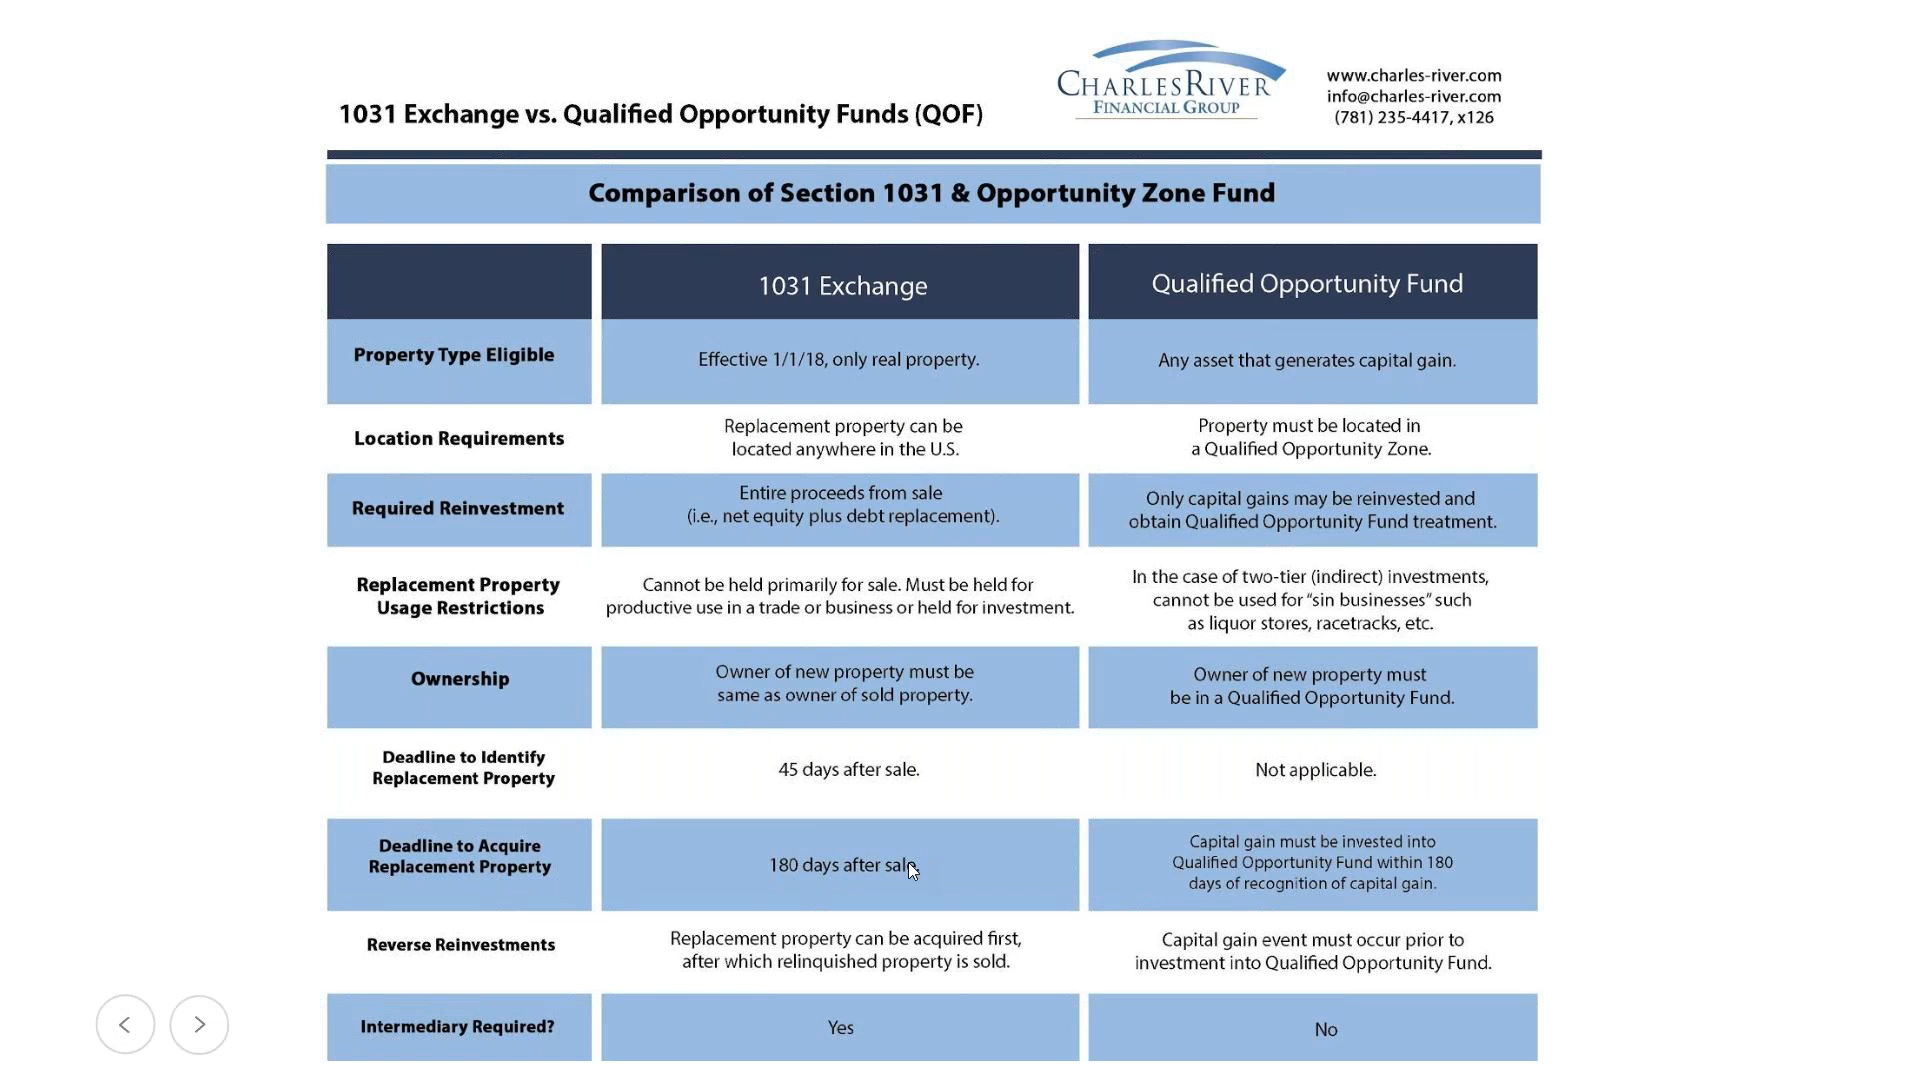 1031 Exchange vs. Qualified Opportunity Funds (QOF)
CHARLES RIVER
FINANCIAL GROUP
www.charles-river.com
info@charles-river.com
(781) 235-4417, x126
Comparison of Section 1031 & Opportunity Zone Fund
1031 Exchange
Qualified Opportunity Fund
Property Type Eligible
Effective 1/1/18, only real property.
Any asset that generates capital gain.
Location Requirements
Replacement property can be
located anywhere in the U.S.
Property must be located in
a Qualified Opportunity Zone.
Required Reinvestment
Entire proceeds from sale
(i.e., net equity plus debt replacement).
Only capital gains may be reinvested and
obtain Qualified Opportunity Fund treatment.
Replacement Property
Usage Restrictions
Cannot be held primarily for sale. Must be held for
productive use in a trade or business or held for investment.
In the case of two-tier (indirect) investments,
cannot be used for “sin businesses” such
as liquor stores, racetracks, etc.
Ownership
Owner of new property must be
same as owner of sold property.
Owner of new property must
be in a Qualified Opportunity Fund.
Deadline to Identify
Replacement Property
45 days after sale.
Not applicable.
Deadline to Acquire
Replacement Property
180 days after sale.
Capital gain must be invested into
Qualified Opportunity Fund within 180
days of recognition of capital gain.
Reverse Reinvestments
Replacement property can be acquired first,
after which relinquished property is sold.
Capital gain event must occur prior to
investment into Qualified Opportunity Fund.
Intermediary Required?
Yes
No